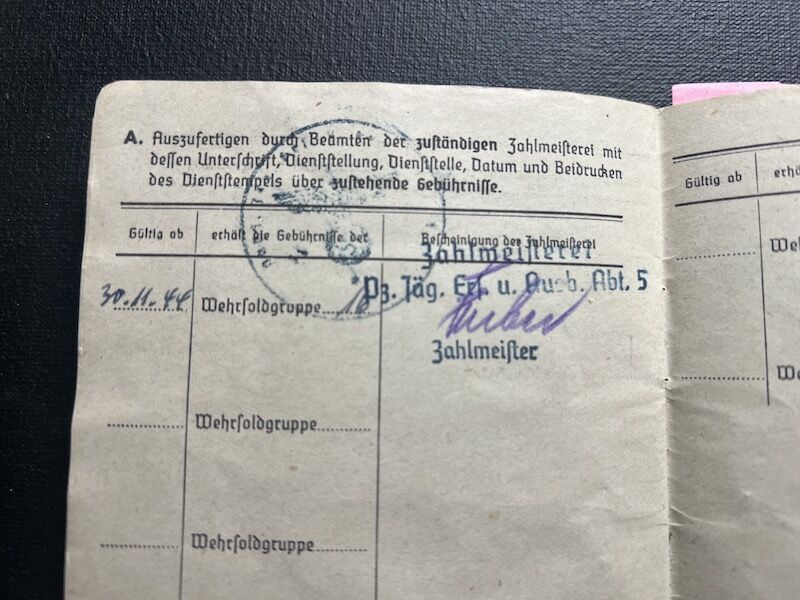 A. Auszufertigen durch Beamten der zuständigen Zahlmeisterei mit
dessen Unterschrift, Dienststellung, Dienststelle, Datum und Beidrucken
des Dienststempels über zustehende Gebührnisse.
Gültig ab
erhält die Gebührnisse der
Bescheinigung der Zahlmeisterei
Zahlmeisterei
30.11.44
Wehrsoldgruppe
Pz. Jäg. Ers. u. Ausb. Abt. 5
Zahlmeister
Wehrsoldgruppe
Wehrsoldgruppe
Gültig ab